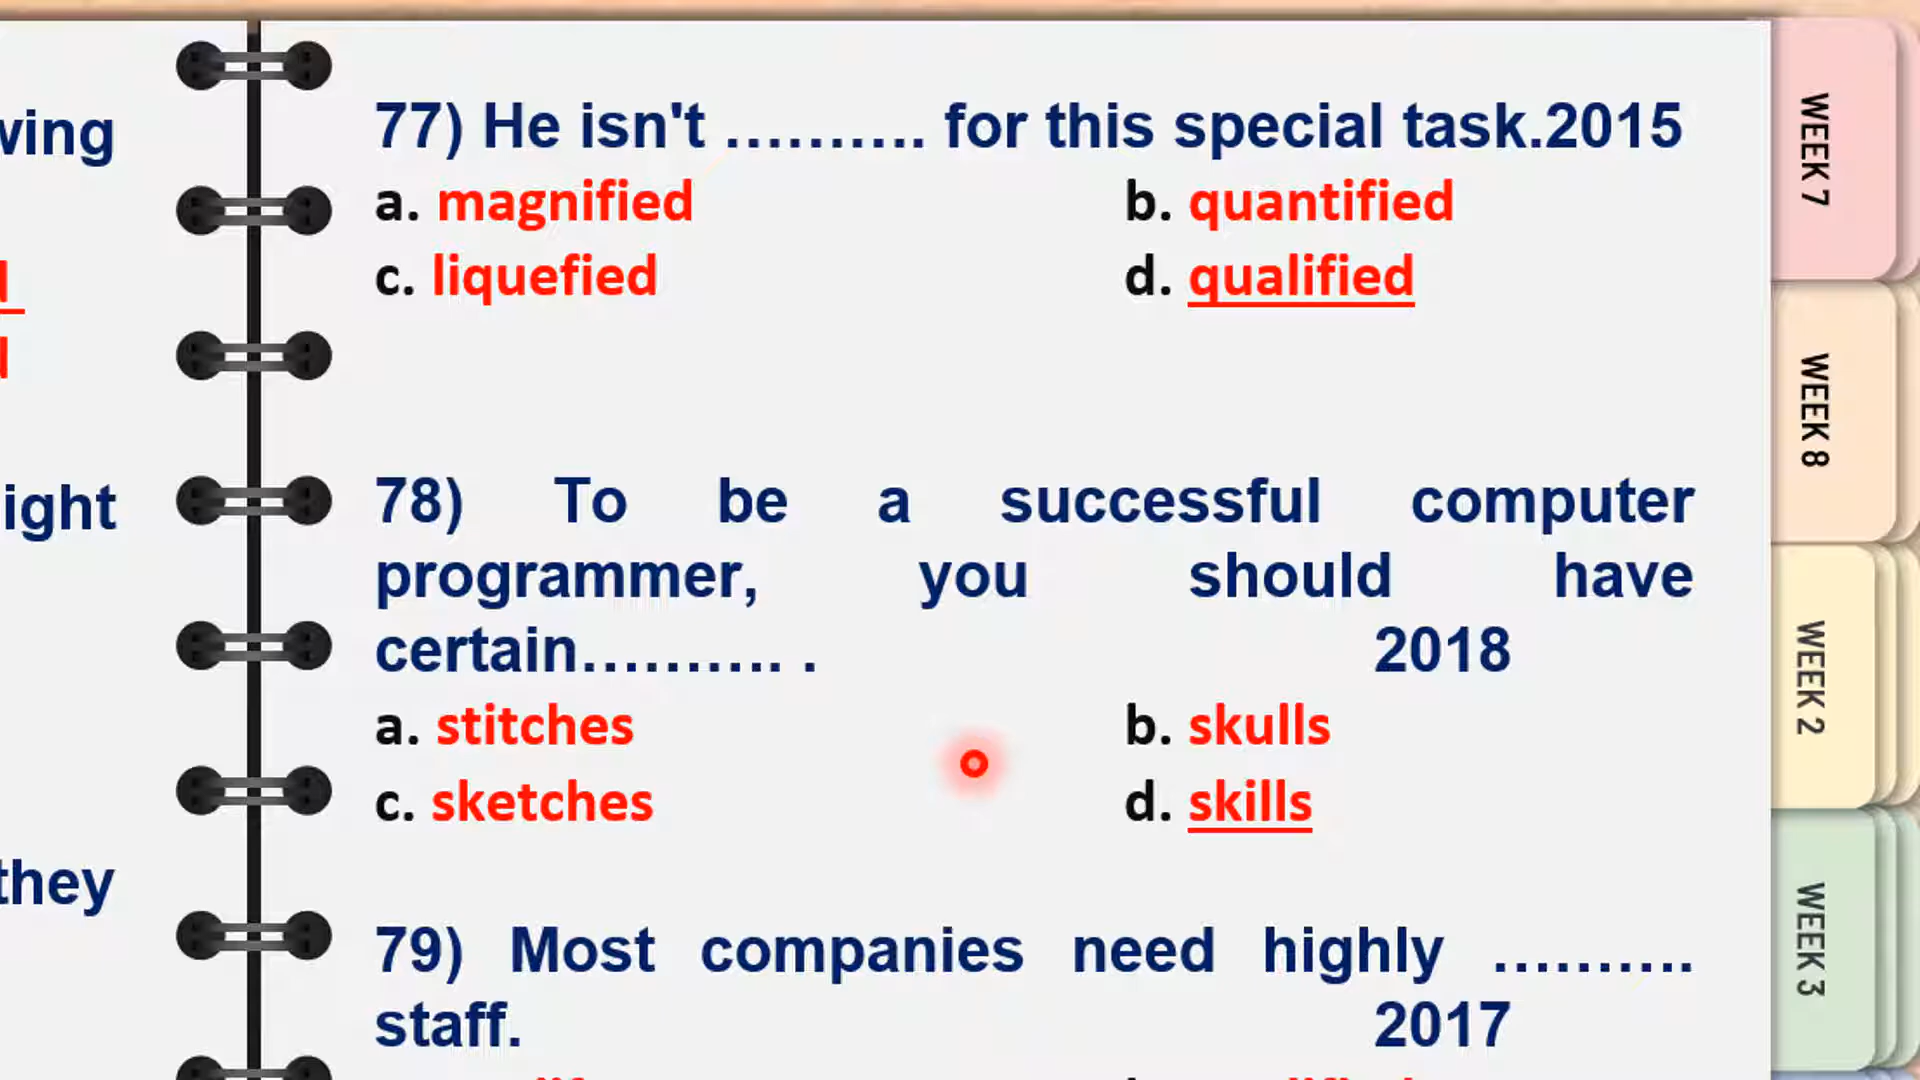 wing
ight
they
77) He isn't .......... for this special task.2015
a. magnified b. quantified
c. liquefied d. qualified
78) To be a successful computer
programmer, you should have
certain.......... . 2018
a. stitches b. skulls
c. sketches d. skills
79) Most companies need highly ..........
staff. 2017
WEEK 7
WEEK 8
WEEK 2
WEEK 3